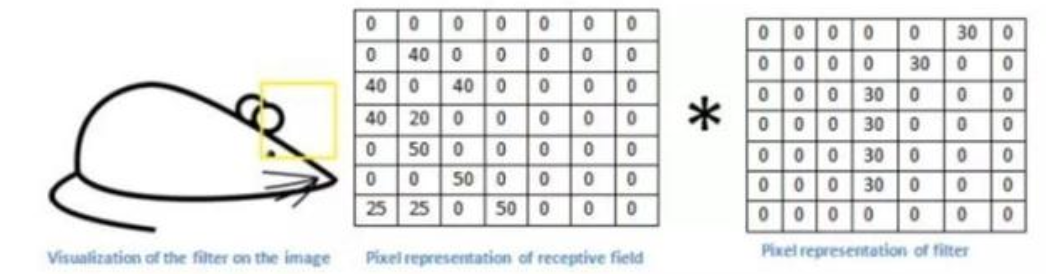 0 0 0 0 0 0 0
0 40 0 0 0 0 0
40 0 40 0 0 0 0
40 20 0 0 0 0 0
0 50 0 0 0 0 0
0 0 50 0 0 0 0
25 25 0 50 0 0 0
*
0 0 0 0 0 30 0
0 0 0 0 30 0 0
0 0 0 30 0 0 0
0 0 0 30 0 0 0
0 0 0 30 0 0 0
0 0 0 30 0 0 0
0 0 0 0 0 0 0
Visualization of the filter on the image
Pixel representation of receptive field
Pixel representation of filter